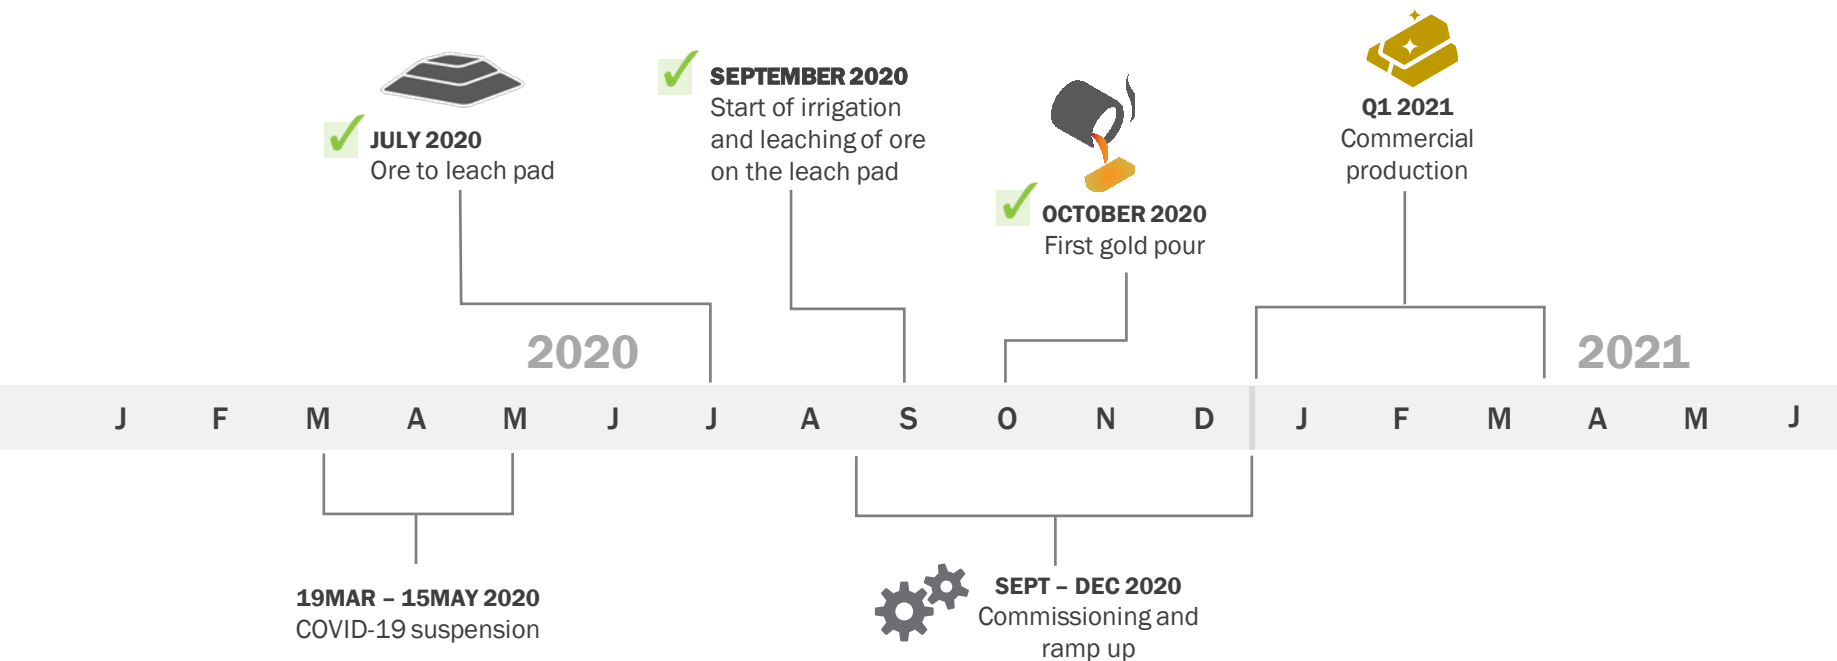 JULY 2020
Ore to leach pad
SEPTEMBER 2020
Start of irrigation
and leaching of ore
on the leach pad
OCTOBER 2020
First gold pour
Q1 2021
Commercial
production
2020
2021
J F M A M J J A S O N D J F M A M J
19MAR – 15MAY 2020
COVID-19 suspension
SEPT – DEC 2020
Commissioning and
ramp up